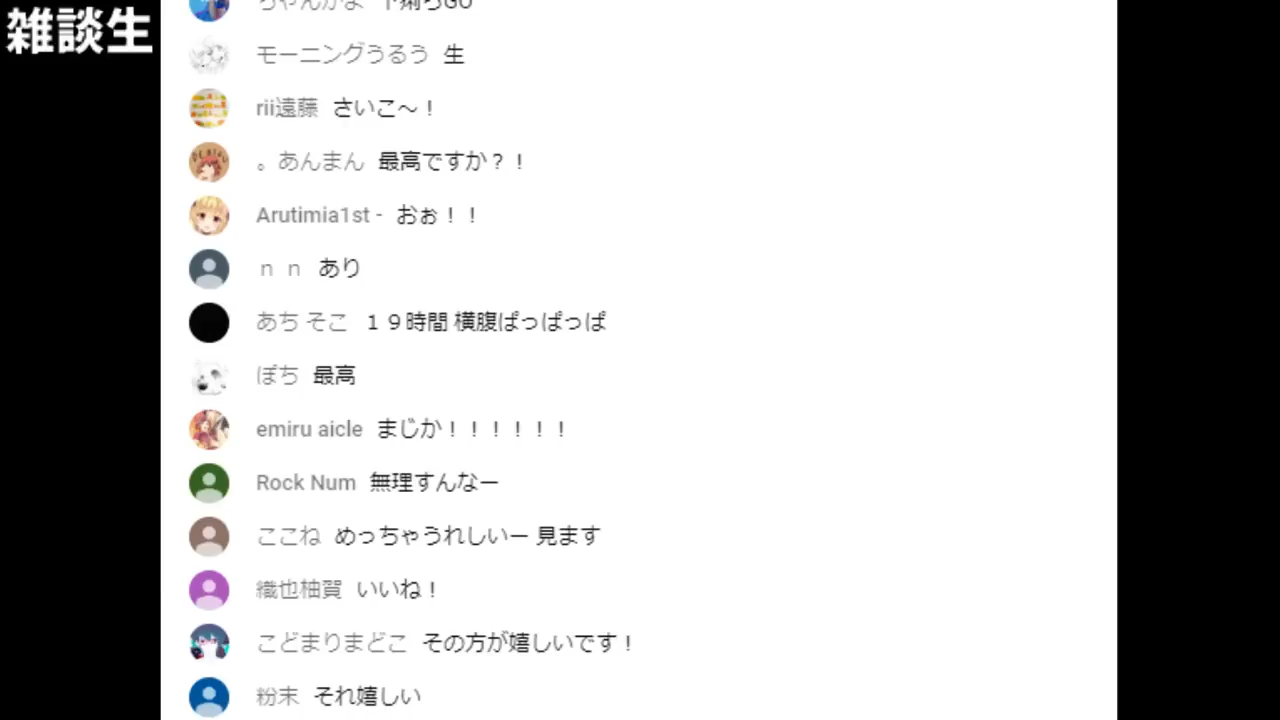 雑談生
モーニングうるう 生
rii遠藤 さいこ～！
。あんまん 最高ですか？！
Arutimia1st - おぉ！！
ｎ ｎ あり
あち そこ １９時間 横腹ぱっぱっぱ
ぽち 最高
emiru aicle まじか！！！！！！
Rock Num 無理すんなー
ここね めっちゃうれしいー 見ます
織也柚賀 いいね！
こどまりまどこ その方が嬉しいです！
粉末 それ嬉しい